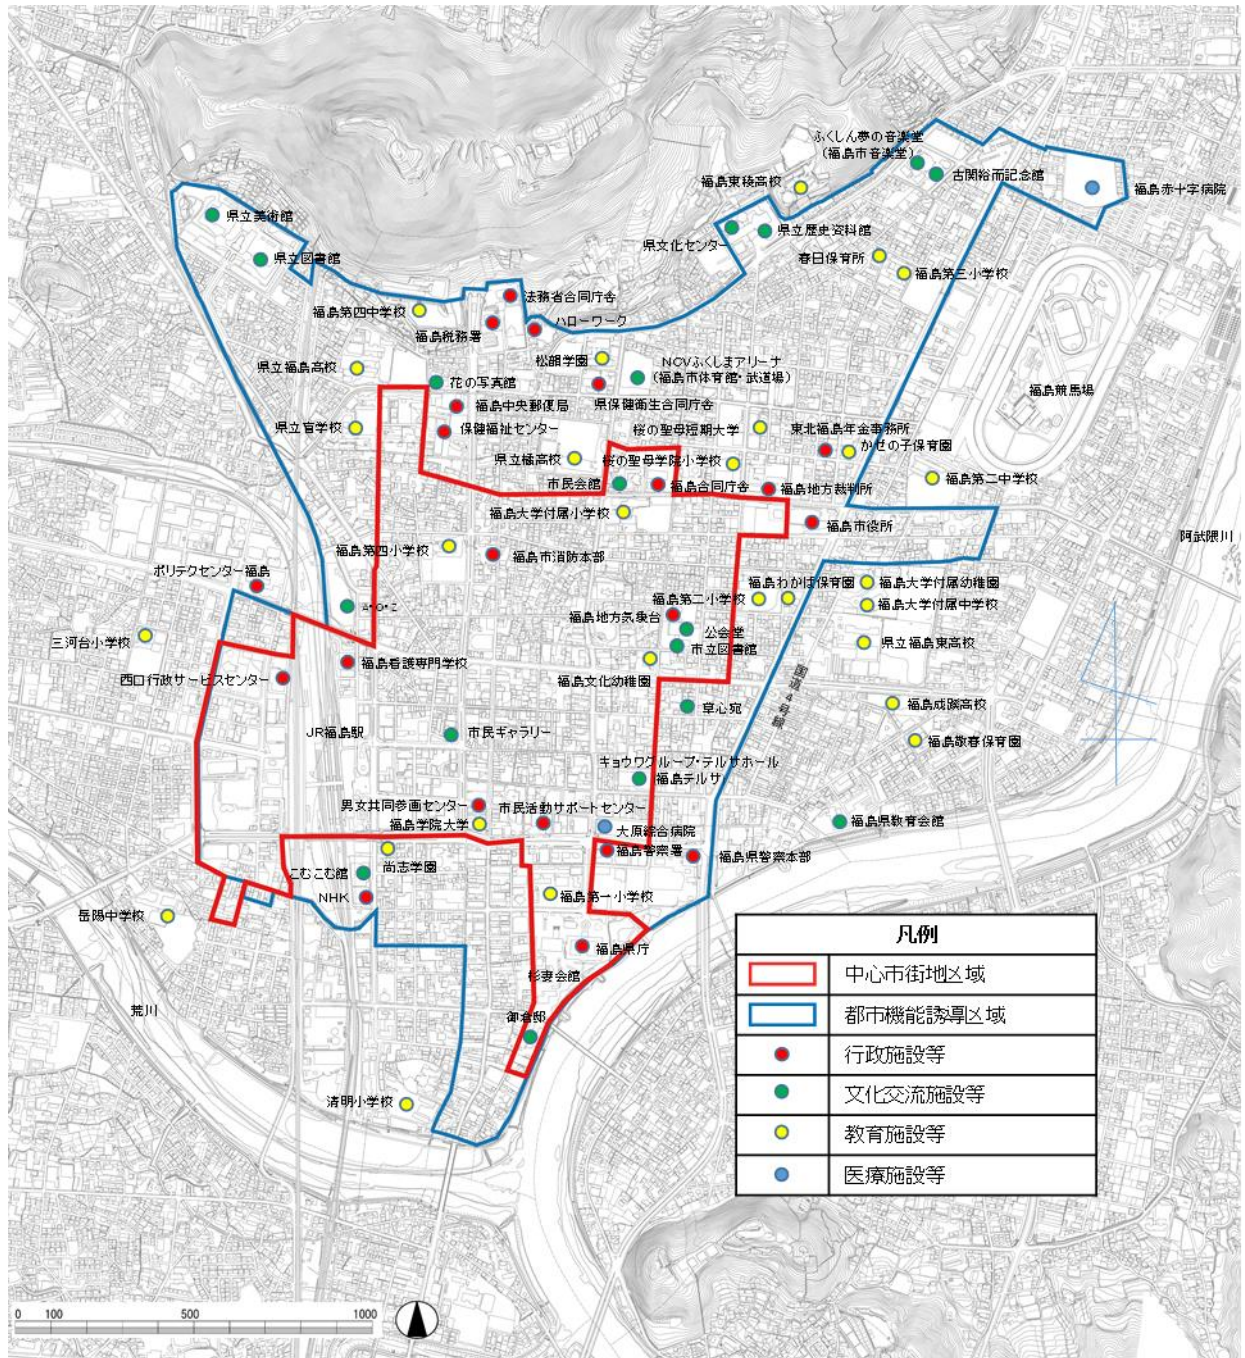 ふくしん夢の音楽堂
(福島市音楽堂)
古関裕而記念館
福島赤十字病院
福島東稜高校
県立美術館
県立図書館
県文化センター
県立歴史資料館
春日保育所
福島第三小学校
法務省合同庁舎
福島第四中学校
福島税務署
ハローワーク
松韻学園
NCVふくしまアリーナ
(福島市体育館・武道場)
県立福島高校
花の写真館
福島競馬場
福島中央郵便局
県保健衛生合同庁舎
県立盲学校
保健福祉センター
桜の聖母短期大学
東北福島年金事務所
かぜの子保育園
県立橘高校
桜の聖母学院小学校
市民会館
福島合同庁舎
福島地方裁判所
福島第二中学校
福島大学付属小学校
福島市役所
阿武隈川
福島第四小学校
福島市消防本部
ポリテクセンター福島
福島わかば保育園
福島大学付属幼稚園
A・O・Z
福島第二小学校
福島大学付属中学校
福島地方気象台
公会堂
三河台小学校
市立図書館
県立福島東高校
福島看護専門学校
西口行政サービスセンター
福島文化幼稚園
国道4号線
草心苑
福島成蹊高校
JR福島駅
市民ギャラリー
福島敬春保育園
キョウワグループ・テルサホール
福島テルサ
男女共同参画センター
市民活動サポートセンター
福島学院大学
大原綜合病院
福島県教育会館
福島警察署
福島県警察本部
尚志学園
こむこむ館
NHK
福島第一小学校
岳陽中学校
福島県庁
杉妻会館
荒川
御倉邸
清明小学校
凡例
中心市街地区域
都市機能誘導区域
行政施設等
文化交流施設等
教育施設等
医療施設等
0 100 500 1000